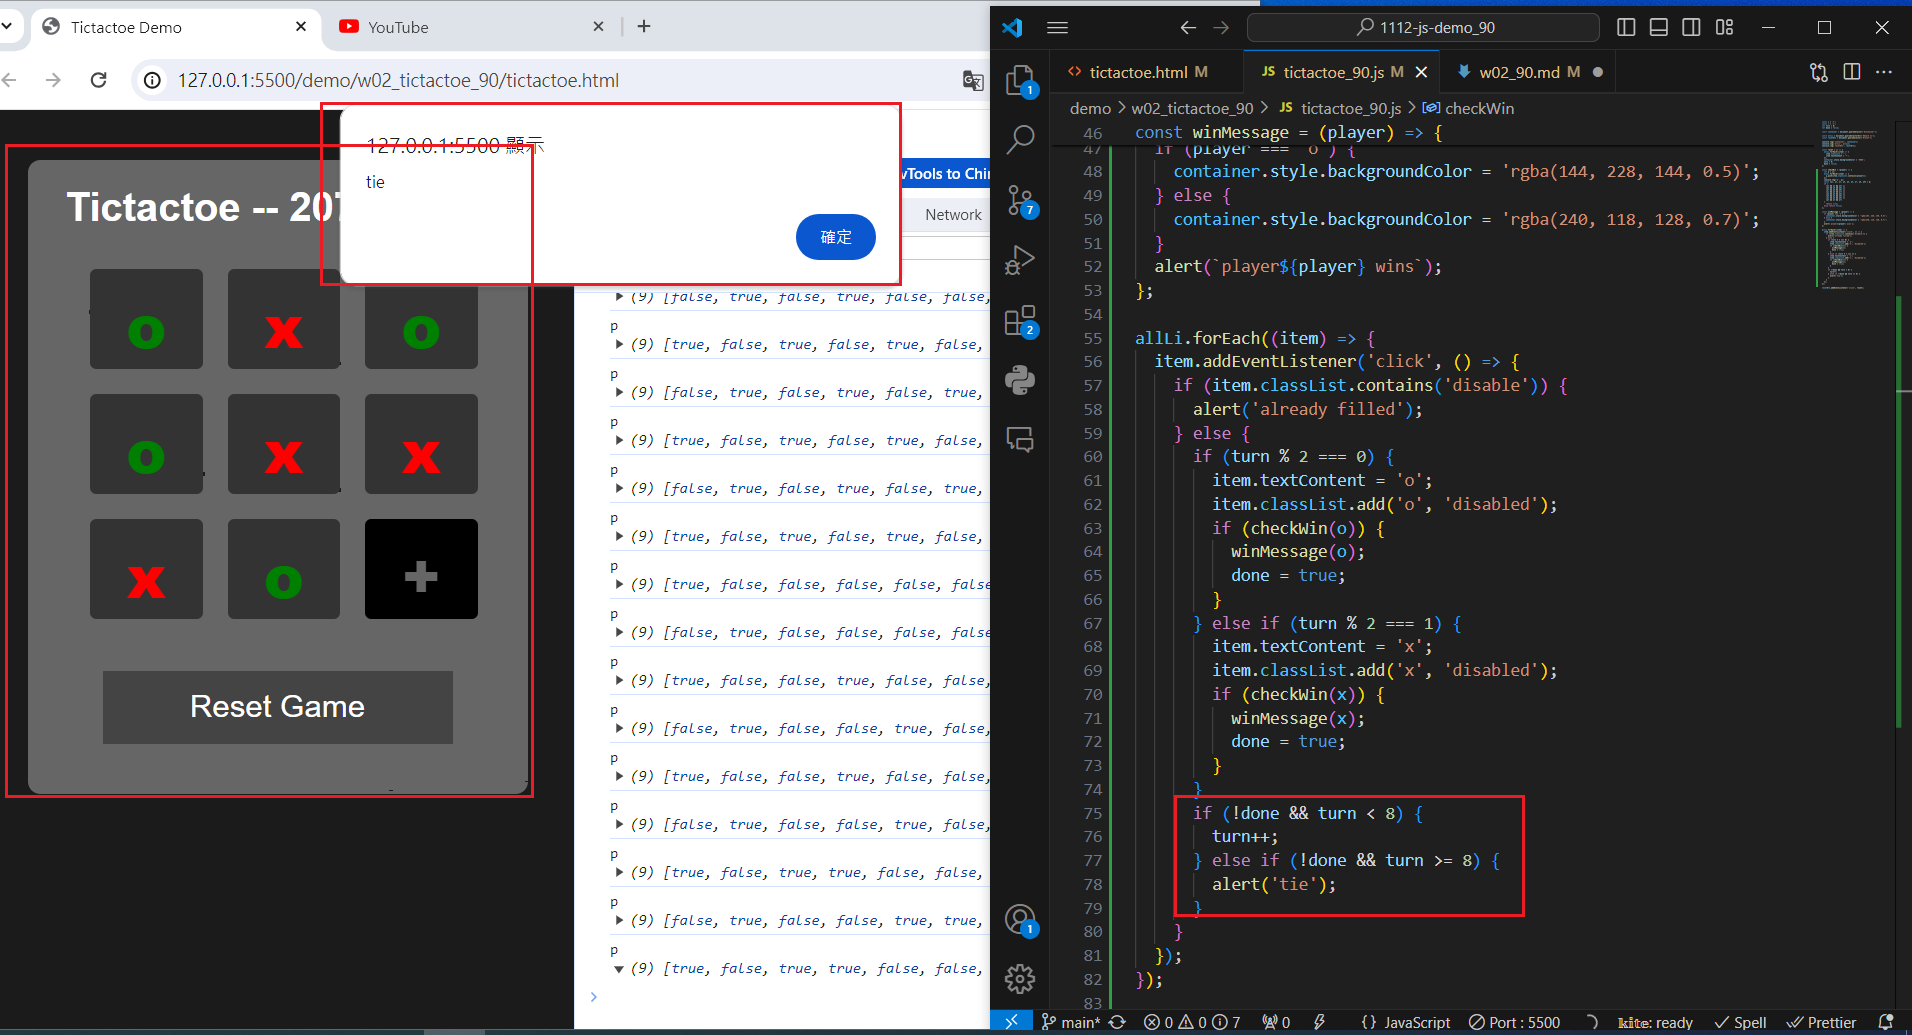 Tictactoe Demo
YouTube
127.0.0.1:5500/demo/w02_tictactoe_90/tictactoe.html
127.0.0.1:5500 顯示
tie
確定
vTools to Chi
Network
Tictactoe -- 207
o x o
o x x
x o +
Reset Game
(9) [false, true, false, true, false, false,
p
(9) [true, false, true, false, true, false,
p
(9) [false, true, false, true, false, true,
p
(9) [true, false, true, false, true, false,
p
(9) [false, true, false, true, false, true,
p
(9) [true, false, true, false, true, false,
p
(9) [true, false, false, false, false, false
p
(9) [false, true, false, false, false, false
p
(9) [true, false, false, true, false, false,
p
(9) [false, true, false, false, true, false,
p
(9) [true, false, false, true, false, false,
p
(9) [false, true, false, false, true, false,
p
(9) [true, false, true, true, false, false,
p
(9) [false, true, false, false, true, true,
p
(9) [true, false, true, true, false, false,
1112-js-demo_90
tictactoe.html M
JS tictactoe_90.js M
w02_90.md M
demo > w02_tictactoe_90 > JS tictactoe_90.js > checkWin
46 const winMessage = (player) => {
47 if (player === 'o') {
48 container.style.backgroundColor = 'rgba(144, 228, 144, 0.5)';
49 } else {
50 container.style.backgroundColor = 'rgba(240, 118, 128, 0.7)';
51 }
52 alert(`player${player} wins`);
53 };
54
55 allLi.forEach((item) => {
56 item.addEventListener('click', () => {
57 if (item.classList.contains('disable')) {
58 alert('already filled');
59 } else {
60 if (turn % 2 === 0) {
61 item.textContent = 'o';
62 item.classList.add('o', 'disabled');
63 if (checkWin(o)) {
64 winMessage(o);
65 done = true;
66 }
67 } else if (turn % 2 === 1) {
68 item.textContent = 'x';
69 item.classList.add('x', 'disabled');
70 if (checkWin(x)) {
71 winMessage(x);
72 done = true;
73 }
74 }
75 if (!done && turn < 8) {
76 turn++;
77 } else if (!done && turn >= 8) {
78 alert('tie');
79 }
80 }
81 });
82 });
83
1
7
2
1
main* 0 0 7 0 {} JavaScript Port : 5500 kite: ready Spell Prettier